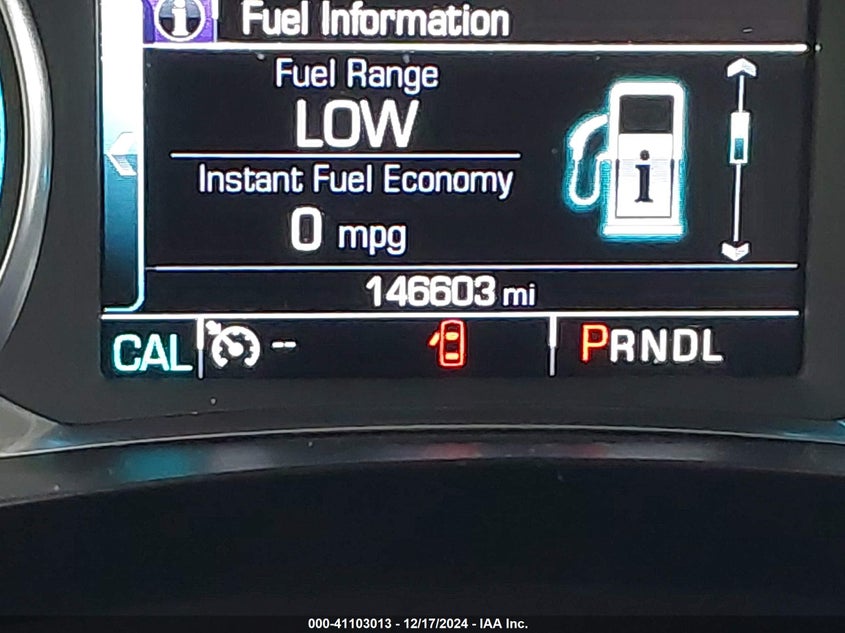 Fuel Information
Fuel Range
LOW
Instant Fuel Economy
0 mpg
146603 mi
CAL -- PRNDL
000-41103013 - 12/17/2024 - IAA Inc.